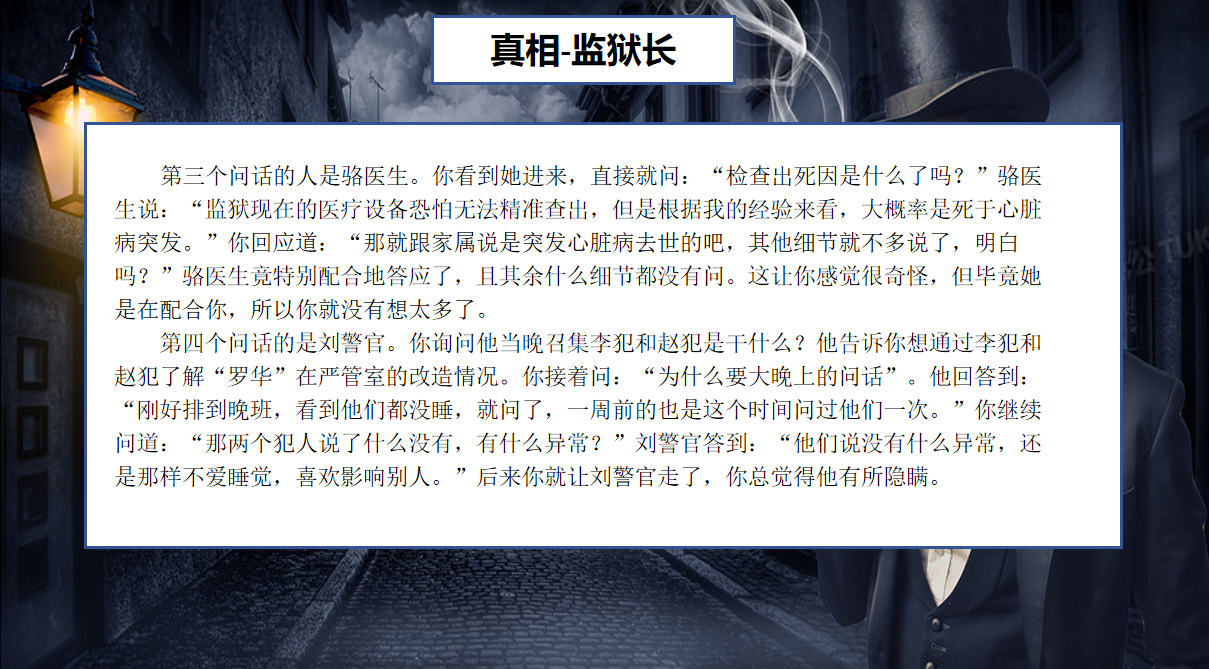 真相-监狱长
第三个问话的人是骆医生。你看到她进来，直接就问：“检查出死因是什么了吗？”骆医
生说：“监狱现在的医疗设备恐怕无法精准查出，但是根据我的经验来看，大概率是死于心脏
病突发。”你回应道：“那就跟家属说是突发心脏病去世的吧，其他细节就不多说了，明白
吗？”骆医生竟特别配合地答应了，且其余什么细节都没有问。这让你感觉很奇怪，但毕竟她
是在配合你，所以你就没有想太多了。
第四个问话的是刘警官。你询问他当晚召集李犯和赵犯是干什么？他告诉你想通过李犯和
赵犯了解“罗华”在严管室的改造情况。你接着问：“为什么要大晚上的问话”。他回答到：
“刚好排到晚班，看到他们都没睡，就问了，一周前的也是这个时间问过他们一次。”你继续
问道：“那两个犯人说了什么没有，有什么异常？”刘警官答到：“他们说没有什么异常，还
是那样不爱睡觉，喜欢影响别人。”后来你就让刘警官走了，你总觉得他有所隐瞒。